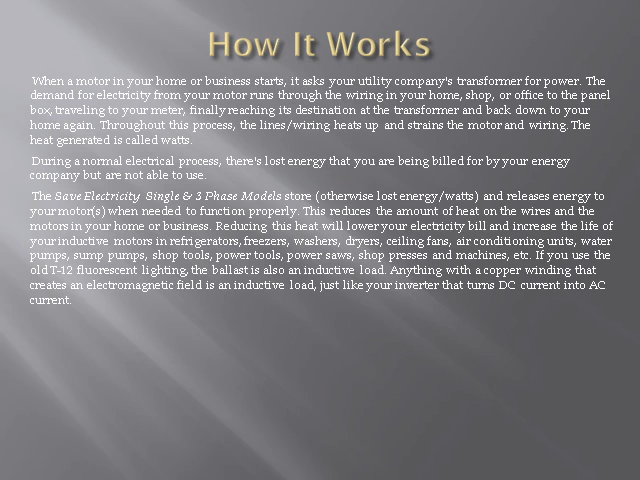 How It Works
When a motor in your home or business starts, it asks your utility company's transformer for power. The
demand for electricity from your motor runs through the wiring in your home, shop, or office to the panel
box, traveling to your meter, finally reaching its destination at the transformer and back down to your
home again. Throughout this process, the lines/wiring heats up and strains the motor and wiring. The
heat generated is called watts.
During a normal electrical process, there's lost energy that you are being billed for by your energy
company but are not able to use.
The Save Electricity Single & 3 Phase Models store (otherwise lost energy/watts) and releases energy to
your motor(s) when needed to function properly. This reduces the amount of heat on the wires and the
motors in your home or business. Reducing this heat will lower your electricity bill and increase the life of
your inductive motors in refrigerators, freezers, washers, dryers, ceiling fans, air conditioning units, water
pumps, sump pumps, shop tools, power tools, power saws, shop presses and machines, etc. If you use the
old T-12 fluorescent lighting, the ballast is also an inductive load. Anything with a copper winding that
creates an electromagnetic field is an inductive load, just like your inverter that turns DC current into AC
current.